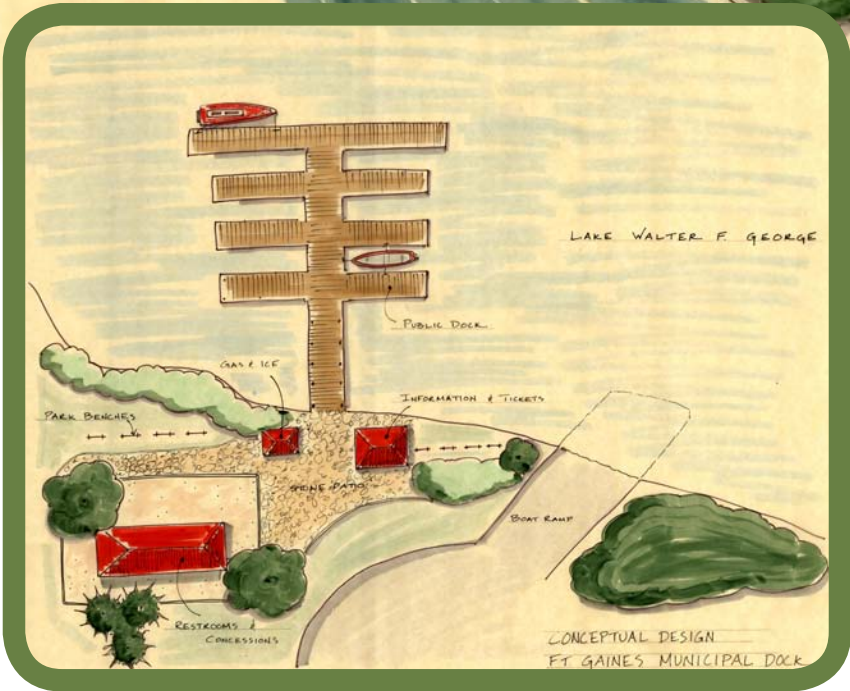 LAKE WALTER F. GEORGE
PUBLIC DOCK
GAS & ICE
INFORMATION & TICKETS
PARK BENCHES
STONE PATIO
BOAT RAMP
RESTROOMS &
CONCESSIONS
CONCEPTUAL DESIGN
FT GAINES MUNICIPAL DOCK